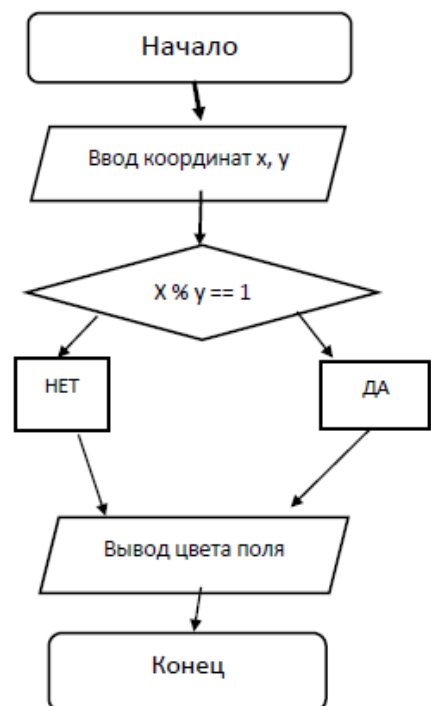 Начало
Ввод координат x, y
X % y == 1
НЕТ
ДА
Вывод цвета поля
Конец